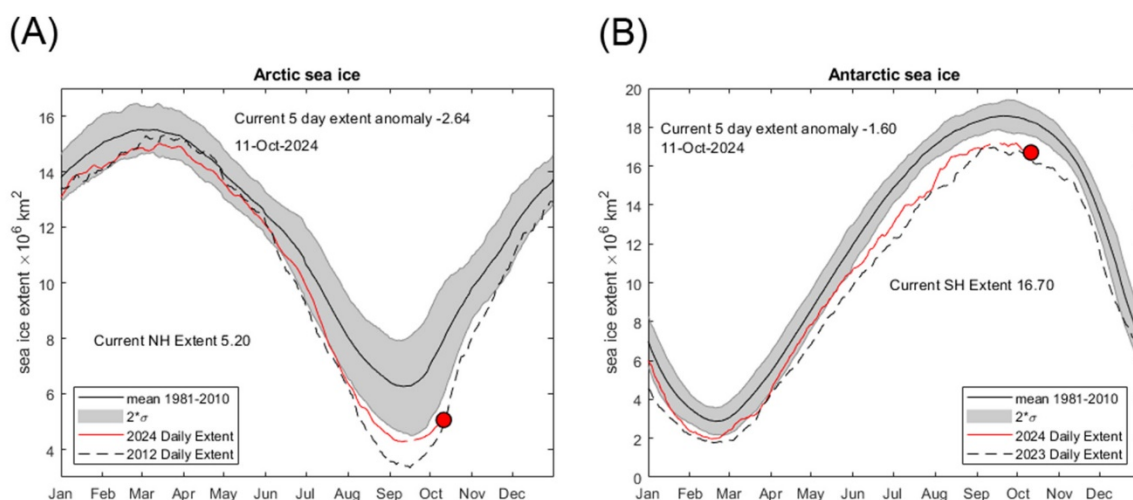 (A)
Arctic sea ice
Current 5 day extent anomaly -2.64
11-Oct-2024
Current NH Extent 5.20
sea ice extent ×10⁶ km²
16
14
12
10
8
6
4
mean 1981-2010
2*σ
2024 Daily Extent
2012 Daily Extent
Jan Feb Mar Apr May Jun Jul Aug Sep Oct Nov Dec
(B)
Antarctic sea ice
Current 5 day extent anomaly -1.60
11-Oct-2024
Current SH Extent 16.70
sea ice extent ×10⁶ km²
20
18
16
14
12
10
8
6
4
2
0
mean 1981-2010
2*σ
2024 Daily Extent
2023 Daily Extent
Jan Feb Mar Apr May Jun Jul Aug Sep Oct Nov Dec